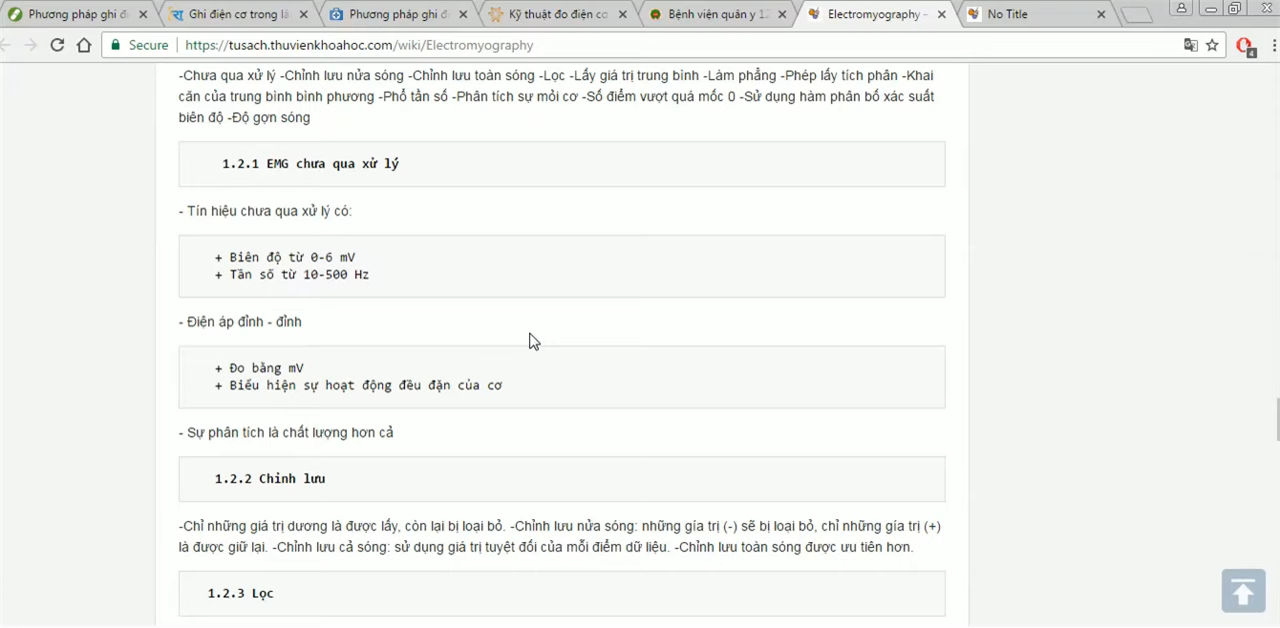 Phương pháp ghi đi
Ghi điện cơ trong lâ
Phương pháp ghi đi
Kỹ thuật đo điện cơ
Bệnh viện quân y 12
Electromyography –
No Title
Secure
https://tusach.thuvienkhoahoc.com/wiki/Electromyography
4
-Chưa qua xử lý -Chỉnh lưu nửa sóng -Chỉnh lưu toàn sóng -Lọc -Lấy giá trị trung bình -Làm phẳng -Phép lấy tích phân -Khai
căn của trung bình bình phương -Phổ tần số -Phân tích sự mỏi cơ -Số điểm vượt quá mốc 0 -Sử dụng hàm phân bố xác suất
biên độ -Độ gợn sóng
1.2.1 EMG chưa qua xử lý
- Tín hiệu chưa qua xử lý có:
+ Biên độ từ 0-6 mV
+ Tần số từ 10-500 Hz
- Điện áp đỉnh - đỉnh
+ Đo bằng mV
+ Biểu hiện sự hoạt động đều đặn của cơ
- Sự phân tích là chất lượng hơn cả
1.2.2 Chỉnh lưu
-Chỉ những giá trị dương là được lấy, còn lại bị loại bỏ. -Chỉnh lưu nửa sóng: những gía trị (-) sẽ bị loại bỏ, chỉ những gía trị (+)
là được giữ lại. -Chỉnh lưu cả sóng: sử dụng giá trị tuyệt đối của mỗi điểm dữ liệu. -Chỉnh lưu toàn sóng được ưu tiên hơn.
1.2.3 Lọc